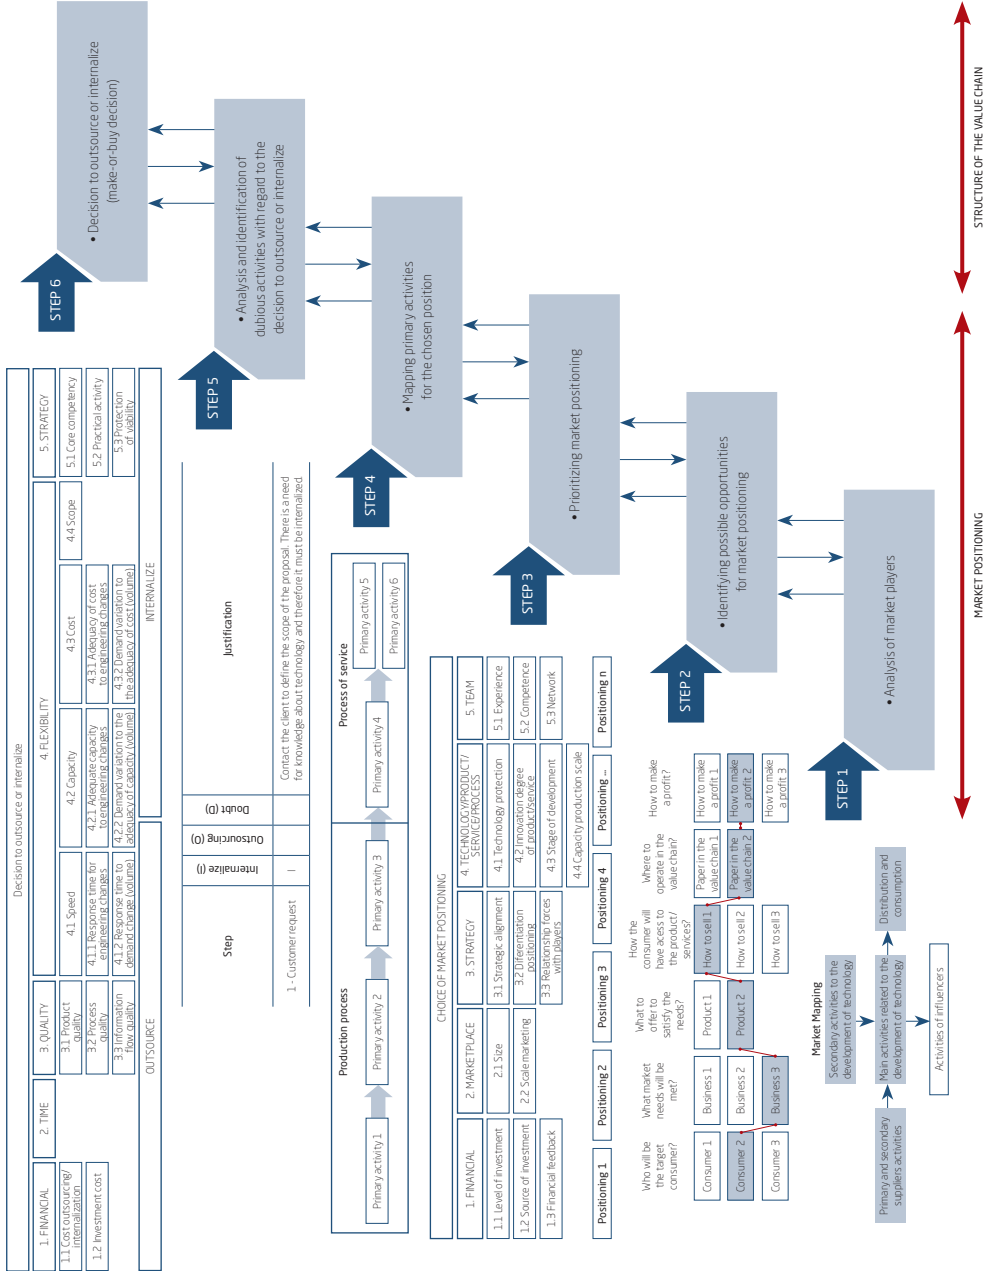 Decision to outsource or internalize
1. FINANCIAL
2. TIME
3. QUALITY
4. FLEXIBILITY
5. STRATEGY
1.1 Cost outsourcing/
internalization
1.2 Investment cost
3.1 Product
quality
3.2 Process
quality
3.3 Information
flow quality
4.1 Speed
4.2 Capacity
4.3 Cost
4.4 Scope
4.1.1 Response time for
engineering changes
4.1.2 Response time to
demand change (volume)
4.2.1 Adequate capacity
to engineering changes
4.2.2 Demand variation to the
adequacy of capacity (volume)
4.3.1 Adequacy of cost
to engineering changes
4.3.2 Demand variation to
the adequacy of cost (volume)
5.1 Core competency
5.2 Practical activity
5.3 Protection
of viability
OUTSOURCE
INTERNALIZE
STEP 6
• Decision to outsource or internalize
(make-or-buy decision)
Step
Internalize (I)
Outsourcing (O)
Doubt (D)
Justification
1 - Customer request
I
Contact the client to define the scope of the proposal. There is a need
for knowledge about technology and therefore it must be internalized.
STEP 5
• Analysis and identification of
dubious activities with regard to the
decision to outsource or internalize
Production process
Process of service
Primary activity 1
Primary activity 2
Primary activity 3
Primary activity 4
Primary activity 5
Primary activity 6
STEP 4
• Mapping primary activities
for the chosen position
CHOICE OF MARKET POSITIONING
1. FINANCIAL
2. MARKETPLACE
3. STRATEGY
4. TECHNOLOGY/PRODUCT/
SERVICE/PROCESS
5. TEAM
1.1 Level of investment
1.2 Source of investment
1.3 Financial feedback
2.1 Size
2.2 Scale marketing
3.1 Strategic alignment
3.2 Differentiation
positioning
3.3 Relationship forces
with players
4.1 Technology protection
4.2 Innovation degree
of product/service
4.3 Stage of development
4.4 Capacity production scale
5.1 Experience
5.2 Competence
5.3 Network
Positioning 1
Positioning 2
Positioning 3
Positioning 4
Positioning ...
Positioning n
STEP 3
• Prioritizing market positioning
Who will be
the target
consumer?
What market
needs will be
met?
What to
offer to
satisfy the
needs?
How the
consumer will
have acess to
the product/
services?
Where to
operate in the
value chain?
How to make
a profit?
Consumer 1
Business 1
Product 1
How to sell 1
Paper in the
value chain 1
How to make
a profit 1
Consumer 2
Business 2
Product 2
How to sell 2
Paper in the
value chain 2
How to make
a profit 2
Consumer 3
Business 3
How to sell 3
How to make
a profit 3
STEP 2
• Identifying possible opportunities
for market positioning
Market Mapping
Secondary activities to the
development of technology
Primary and secondary
suppliers activities
Main activities related to the
development of technology
Distribution and
consumption
Activities of influencers
STEP 1
• Analysis of market players
MARKET POSITIONING
STRUCTURE OF THE VALUE CHAIN